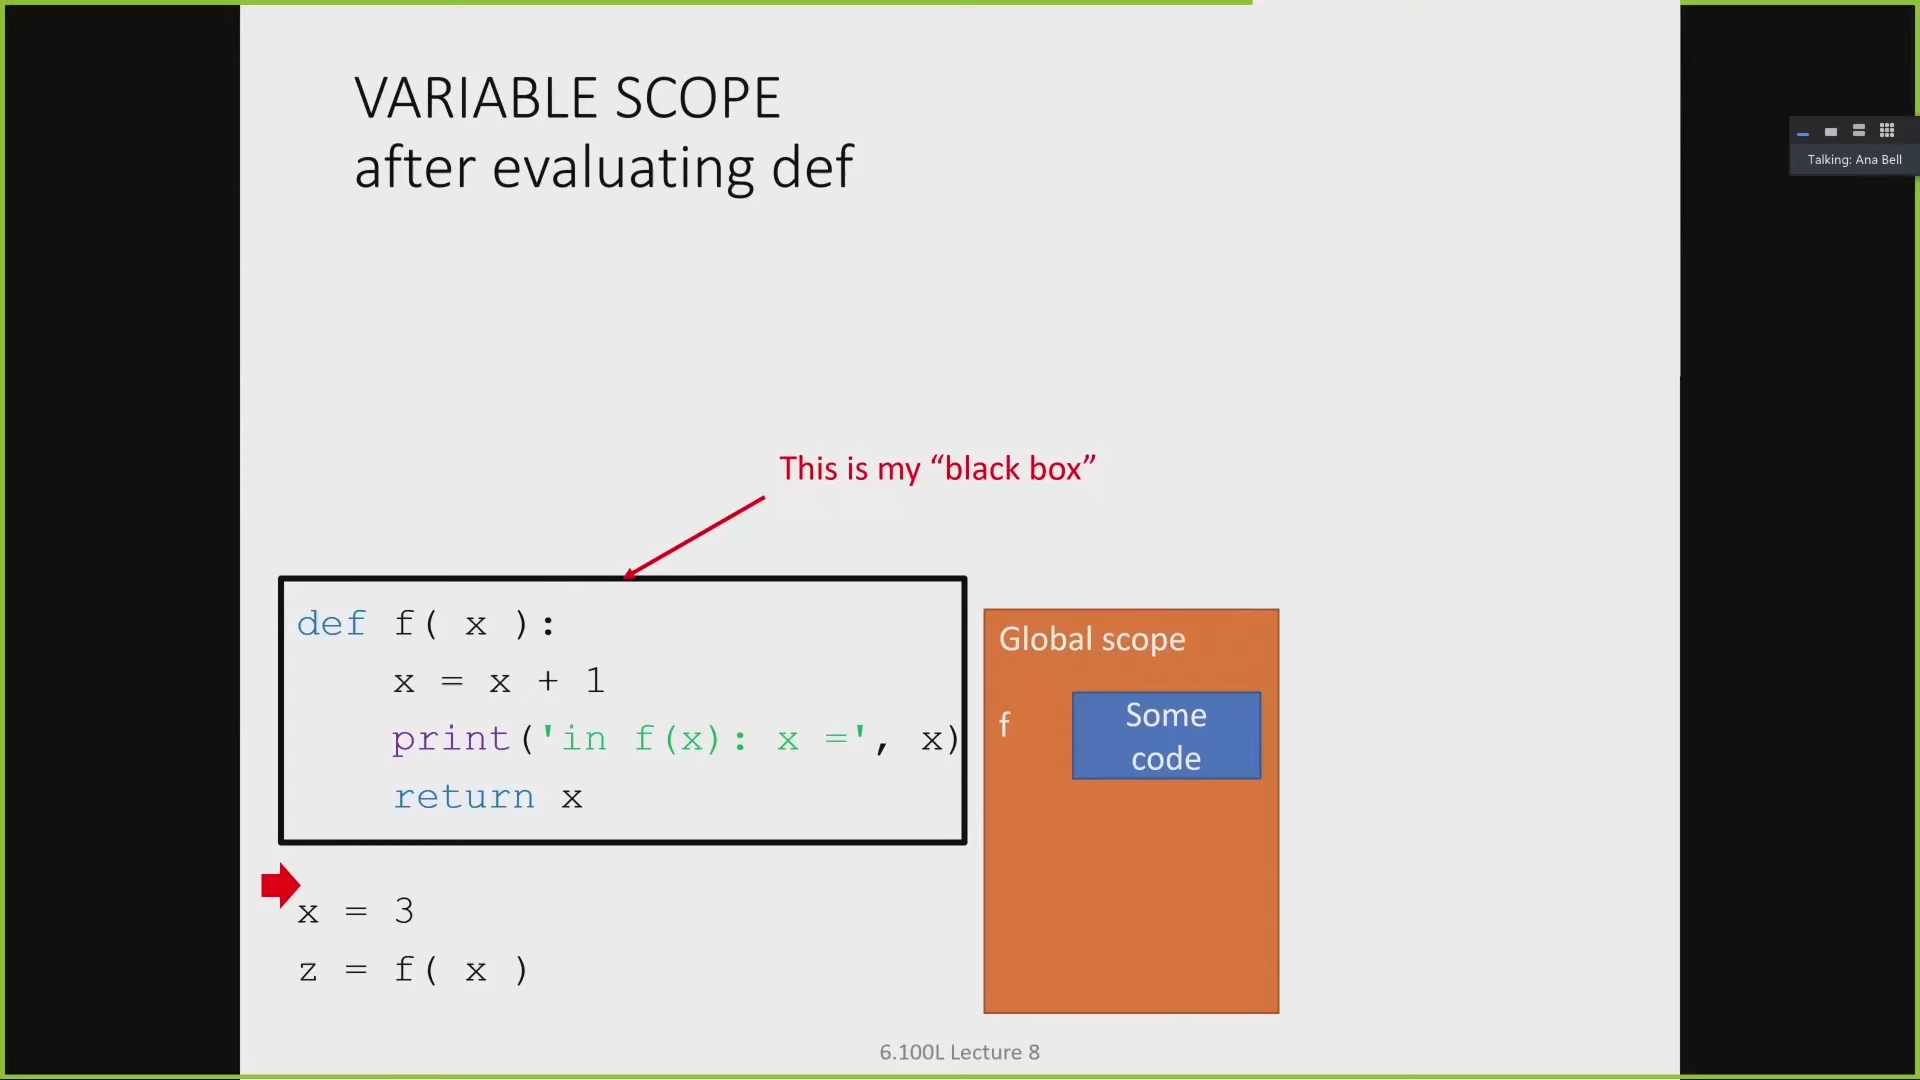 VARIABLE SCOPE
after evaluating def
Talking: Ana Bell
This is my “black box”
def f( x ):
    x = x + 1
    print('in f(x): x =', x)
    return x
x = 3
z = f( x )
Global scope
f
Some
code
6.100L Lecture 8